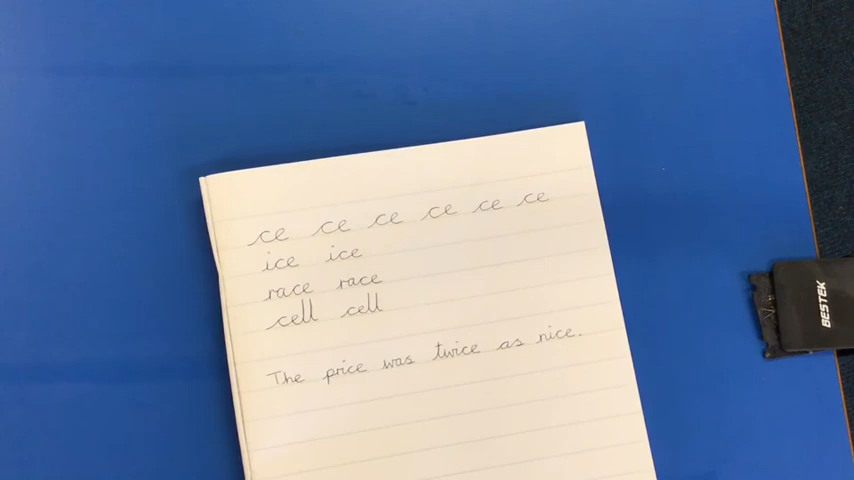 ce ce ce ce ce ce
ice ice
race race
cell cell
The price was twice as nice.
BESTEK